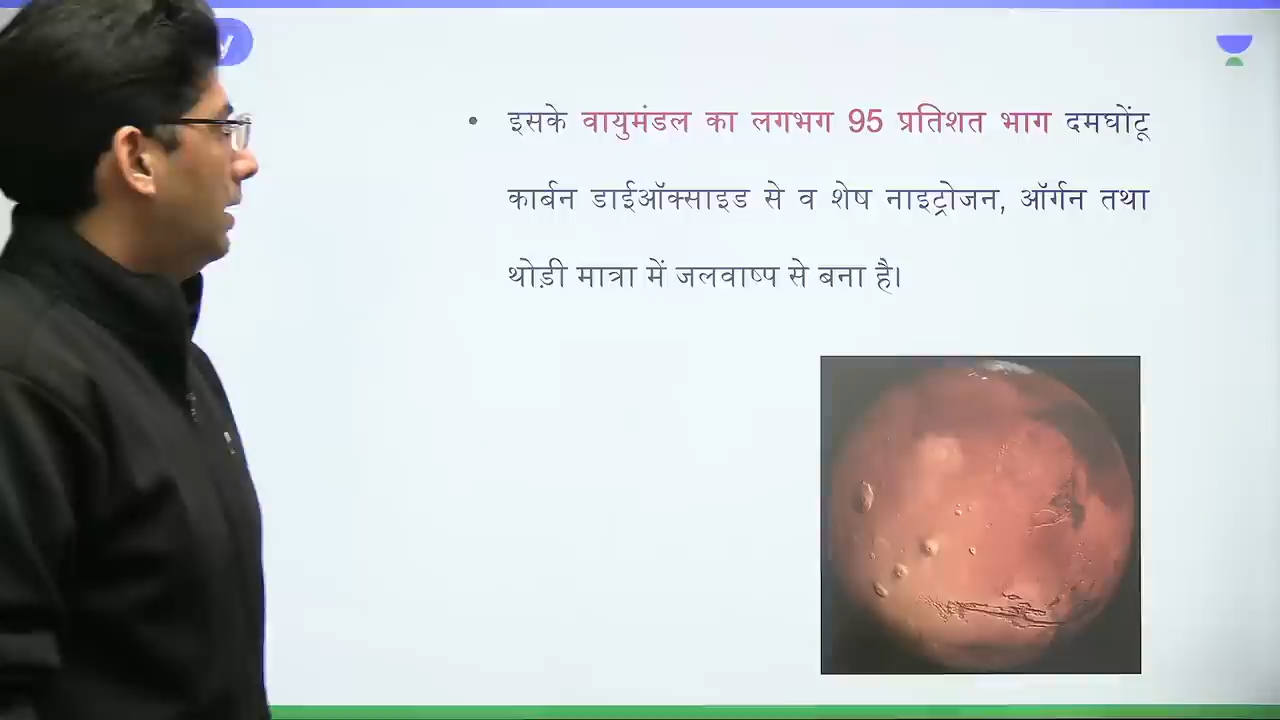 • इसके वायुमंडल का लगभग 95 प्रतिशत भाग दमघोंटू
कार्बन डाईऑक्साइड से व शेष नाइट्रोजन, ऑर्गन तथा
थोड़ी मात्रा में जलवाष्प से बना है।